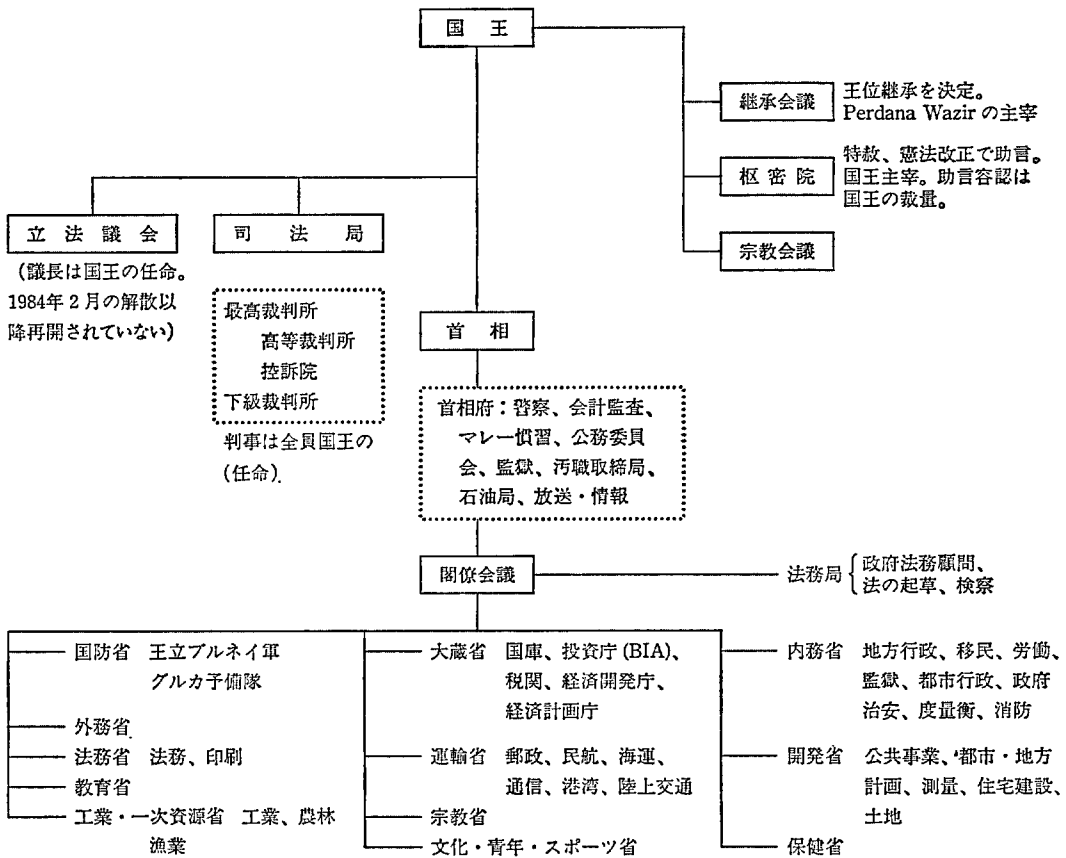 国王
継承会議
王位継承を決定。
Perdana Wazir の主宰
枢密院
特赦、憲法改正で助言。
国王主宰。助言容認は
国王の裁量。
宗教会議
立法議会
(議長は国王の任命。
1984年2月の解散以
降再開されていない)
司法局
最高裁判所
高等裁判所
控訴院
下級裁判所
判事は全員国王の
(任命)
首相
首相府：警察、会計監査、
マレー慣習、公務委員
会、監獄、汚職取締局、
石油局、放送・情報
閣僚会議
法務局
政府法務顧問、
法の起草、検察
国防省 王立ブルネイ軍
グルカ予備隊
外務省
法務省 法務、印刷
教育省
工業・一次資源省 工業、農林
漁業
大蔵省 国庫、投資庁(BIA)、
税関、経済開発庁、
経済計画庁
運輸省 郵政、民航、海運、
通信、港湾、陸上交通
宗教省
文化・青年・スポーツ省
内務省 地方行政、移民、労働、
監獄、都市行政、政府
治安、度量衡、消防
開発省 公共事業、都市・地方
計画、測量、住宅建設、
土地
保健省